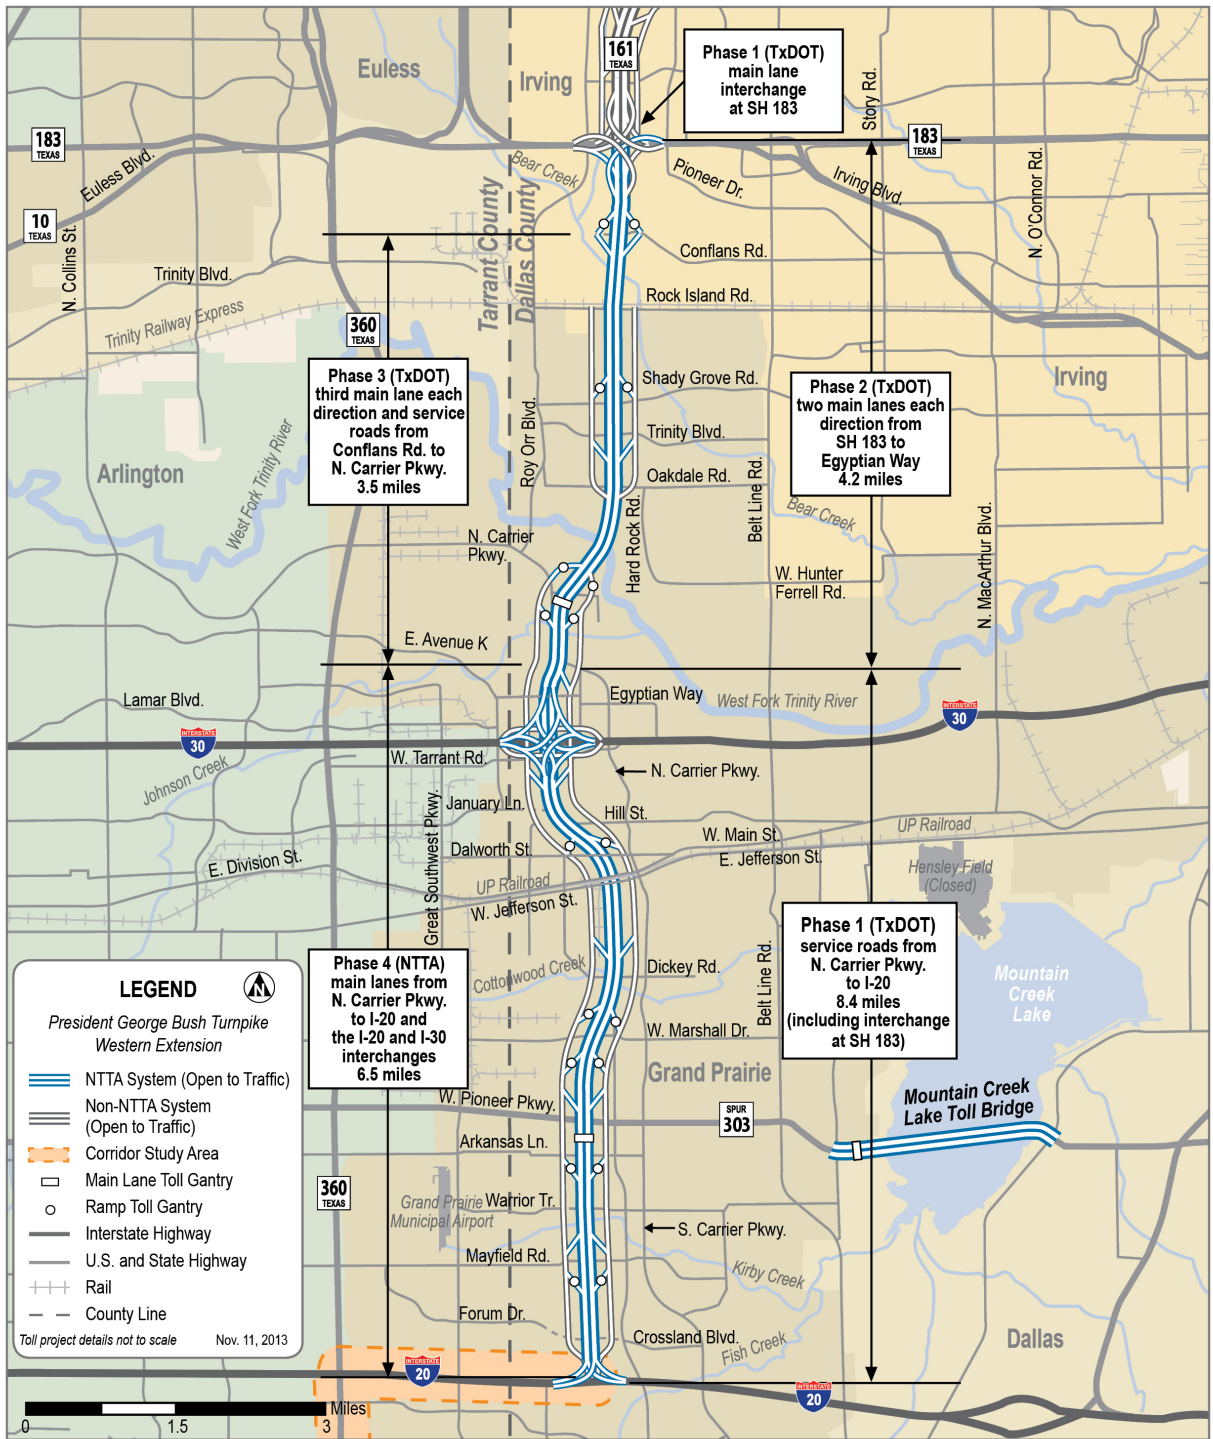 Euless
Irving
161
TEXAS
Phase 1 (TxDOT)
main lane
interchange
at SH 183
Story Rd.
183
TEXAS
183
TEXAS
Euless Blvd.
Bear Creek
Pioneer Dr.
Irving Blvd.
N. O'Connor Rd.
10
TEXAS
N. Collins St.
Tarrant County
Dallas County
Conflans Rd.
Trinity Blvd.
Rock Island Rd.
Trinity Railway Express
360
TEXAS
Phase 3 (TxDOT)
third main lane each
direction and service
roads from
Conflans Rd. to
N. Carrier Pkwy.
3.5 miles
Shady Grove Rd.
Phase 2 (TxDOT)
two main lanes each
direction from
SH 183 to
Egyptian Way
4.2 miles
Irving
Roy Orr Blvd.
Trinity Blvd.
Arlington
West Fork Trinity River
Oakdale Rd.
Belt Line Rd.
Bear Creek
Hard Rock Rd.
N. MacArthur Blvd.
N. Carrier
Pkwy.
W. Hunter
Ferrell Rd.
E. Avenue K
Lamar Blvd.
Egyptian Way
West Fork Trinity River
INTERSTATE
30
INTERSTATE
30
W. Tarrant Rd.
N. Carrier Pkwy.
Johnson Creek
January Ln.
Hill St.
Great Southwest Pkwy.
W. Main St.
UP Railroad
Dalworth St.
E. Jefferson St.
E. Division St.
UP Railroad
Hensley Field
(Closed)
W. Jefferson St.
Phase 1 (TxDOT)
service roads from
N. Carrier Pkwy.
to I-20
8.4 miles
(including interchange
at SH 183)
Phase 4 (NTTA)
main lanes from
N. Carrier Pkwy.
to I-20 and
the I-20 and I-30
interchanges
6.5 miles
Cottonwood Creek
Dickey Rd.
Belt Line Rd.
Mountain
Creek
Lake
W. Marshall Dr.
Grand Prairie
Mountain Creek
Lake Toll Bridge
W. Pioneer Pkwy.
SPUR
303
Arkansas Ln.
360
TEXAS
Grand Prairie
Municipal Airport
Warrior Tr.
S. Carrier Pkwy.
Mayfield Rd.
Kirby Creek
Forum Dr.
Crossland Blvd.
Fish Creek
Dallas
INTERSTATE
20
INTERSTATE
20
LEGEND
N
President George Bush Turnpike
Western Extension
NTTA System (Open to Traffic)
Non-NTTA System
(Open to Traffic)
Corridor Study Area
Main Lane Toll Gantry
Ramp Toll Gantry
Interstate Highway
U.S. and State Highway
Rail
County Line
Toll project details not to scale
Nov. 11, 2013
Miles
0
1.5
3